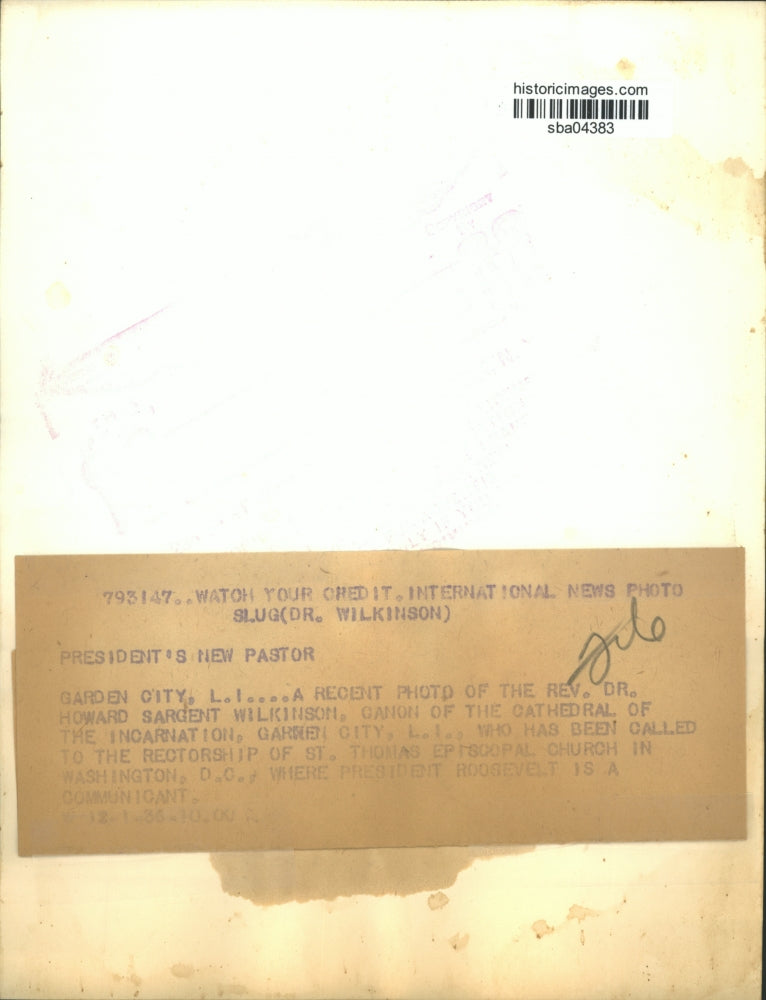 historicimages.com
sba04383
793147..WATCH YOUR CREDIT.INTERNATIONAL NEWS PHOTO
SLUG(DR. WILKINSON)
PRESIDENT'S NEW PASTOR
GARDEN CITY, L.I....A RECENT PHOTO OF THE REV. DR.
HOWARD SARGENT WILKINSON, CANON OF THE CATHEDRAL OF
THE INCARNATION, GARDEN CITY, L.I., WHO HAS BEEN CALLED
TO THE RECTORSHIP OF ST. THOMAS EPISCOPAL CHURCH IN
WASHINGTON, D.C., WHERE PRESIDENT ROOSEVELT IS A
COMMUNICANT.